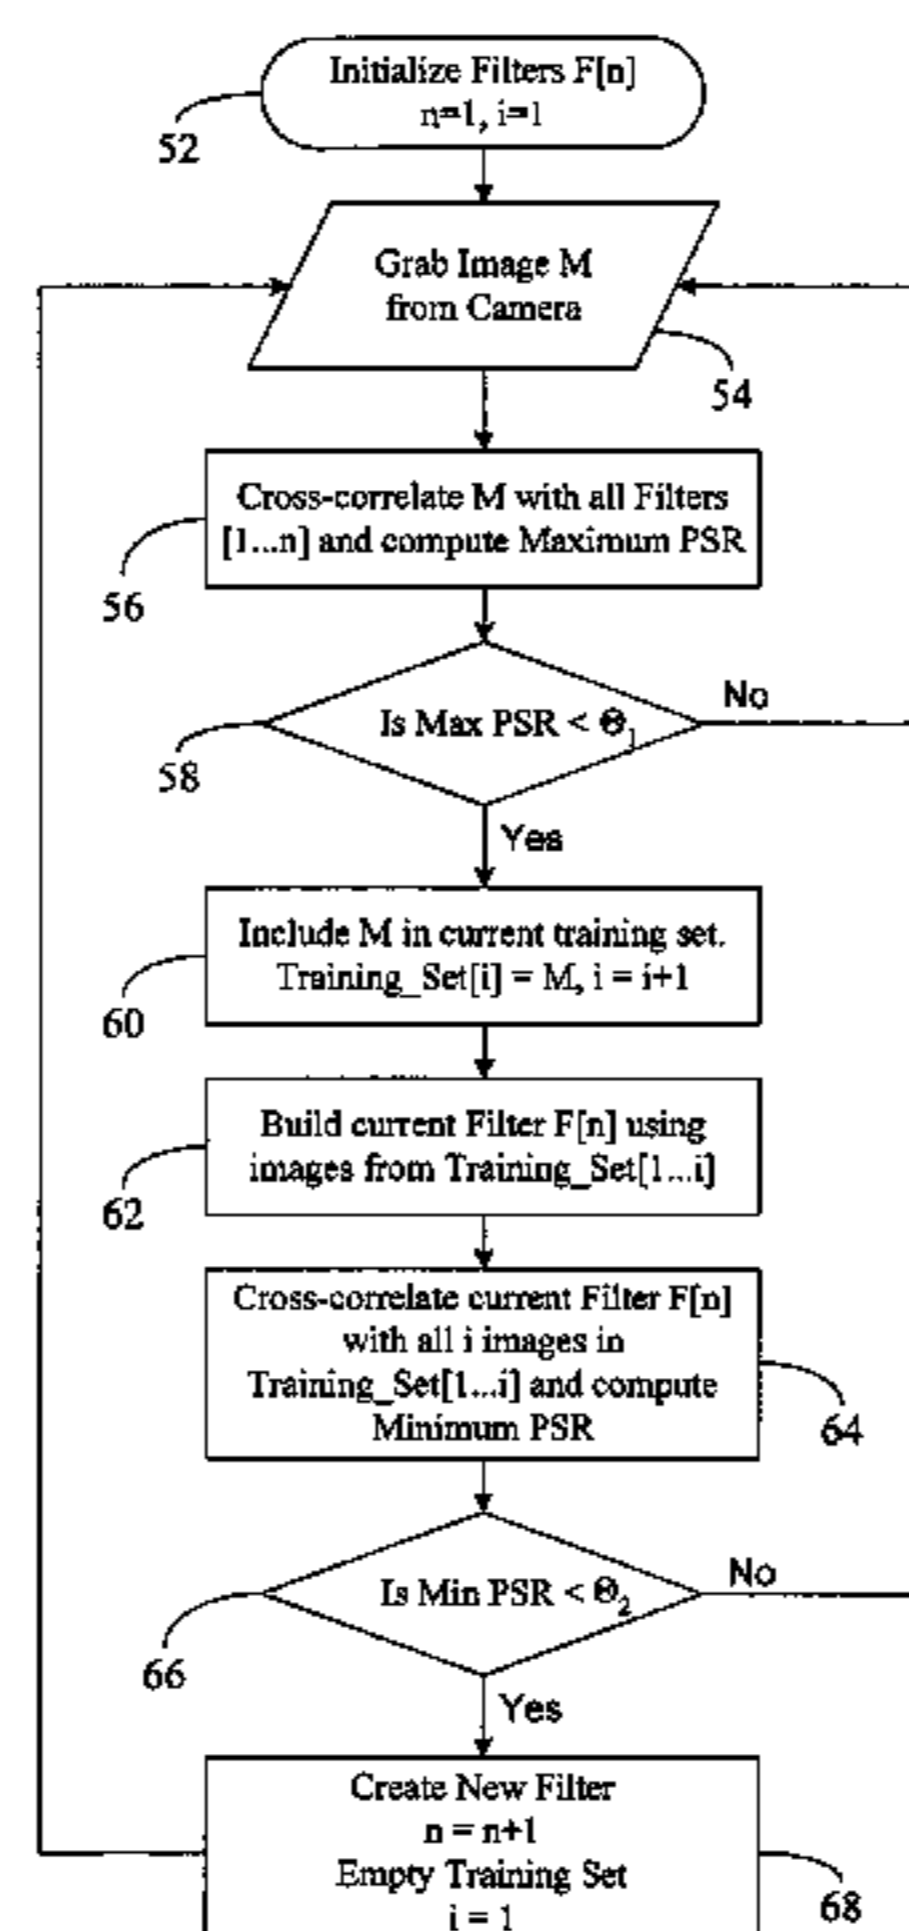 Initialize Filters F[n]
n=1, i=1
52
Grab Image M
from Camera
54
Cross-correlate M with all Filters
[1...n] and compute Maximum PSR
56
Is Max PSR < Θ1
No
58
Yes
Include M in current training set.
Training_Set[i] = M, i = i+1
60
Build current Filter F[n] using
images from Training_Set[1...i]
62
Cross-correlate current Filter F[n]
with all i images in
Training_Set[1...i] and compute
Minimum PSR
64
Is Min PSR < Θ2
No
66
Yes
Create New Filter
n = n+1
Empty Training Set
i = 1
68